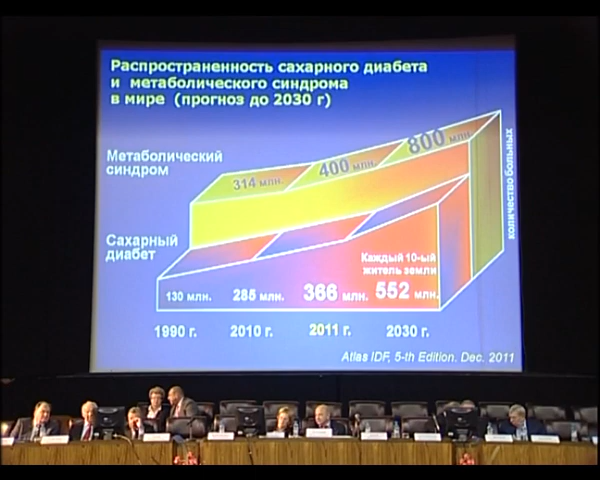 Распространенность сахарного диабета
и метаболического синдрома
в мире (прогноз до 2030 г)
Метаболический
синдром
314 млн.
400 млн.
800 млн.
количество больных
Сахарный
диабет
Каждый 10-ый
житель земли
130 млн.
285 млн.
366 млн.
552 млн.
1990 г.
2010 г.
2011 г.
2030 г.
Atlas IDF, 5-th Edition. Dec. 2011